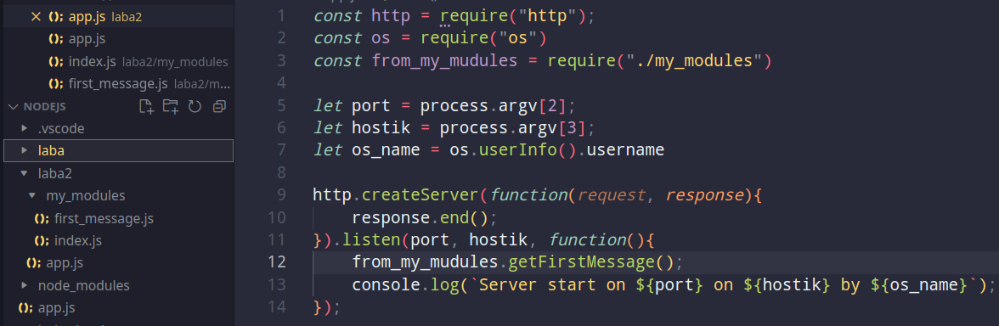 app.js laba2
app.js
index.js laba2/my_modules
first_message.js laba2/m...
NODEJS
.vscode
laba
laba2
my_modules
first_message.js
index.js
app.js
node_modules
app.js
1 const http = require("http");
2 const os = require("os")
3 const from_my_mudules = require("./my_modules")
4
5 let port = process.argv[2];
6 let hostik = process.argv[3];
7 let os_name = os.userInfo().username
8
9 http.createServer(function(request, response){
10 response.end();
11 }).listen(port, hostik, function(){
12 from_my_mudules.getFirstMessage();
13 console.log(`Server start on ${port} on ${hostik} by ${os_name}`);
14 });